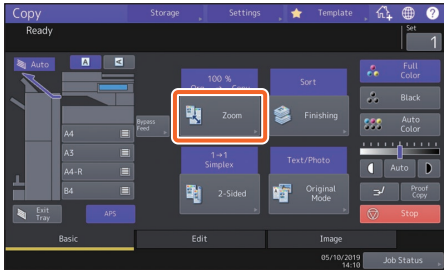 Copy
Storage
Settings
Template
?
Ready
Set
1
Auto
A
A
100 %
Sort
Full
Color
Zoom
Finishing
Black
Bypass
Feed
Auto
Color
A4
A3
A4-R
B4
1→1
Simplex
Text/Photo
Auto
2-Sided
Original
Mode
Proof
Copy
Exit
Tray
APS
Stop
Basic
Edit
Image
05/10/2019
14:10
Job Status